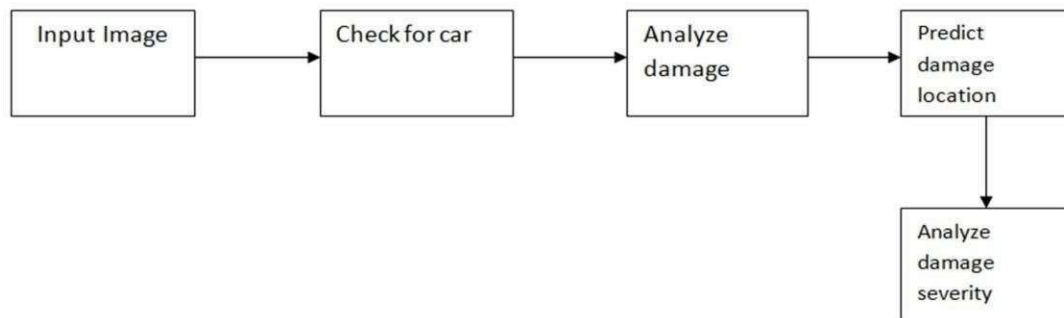 Input Image
Check for car
Analyze
damage
Predict
damage
location
Analyze
damage
severity